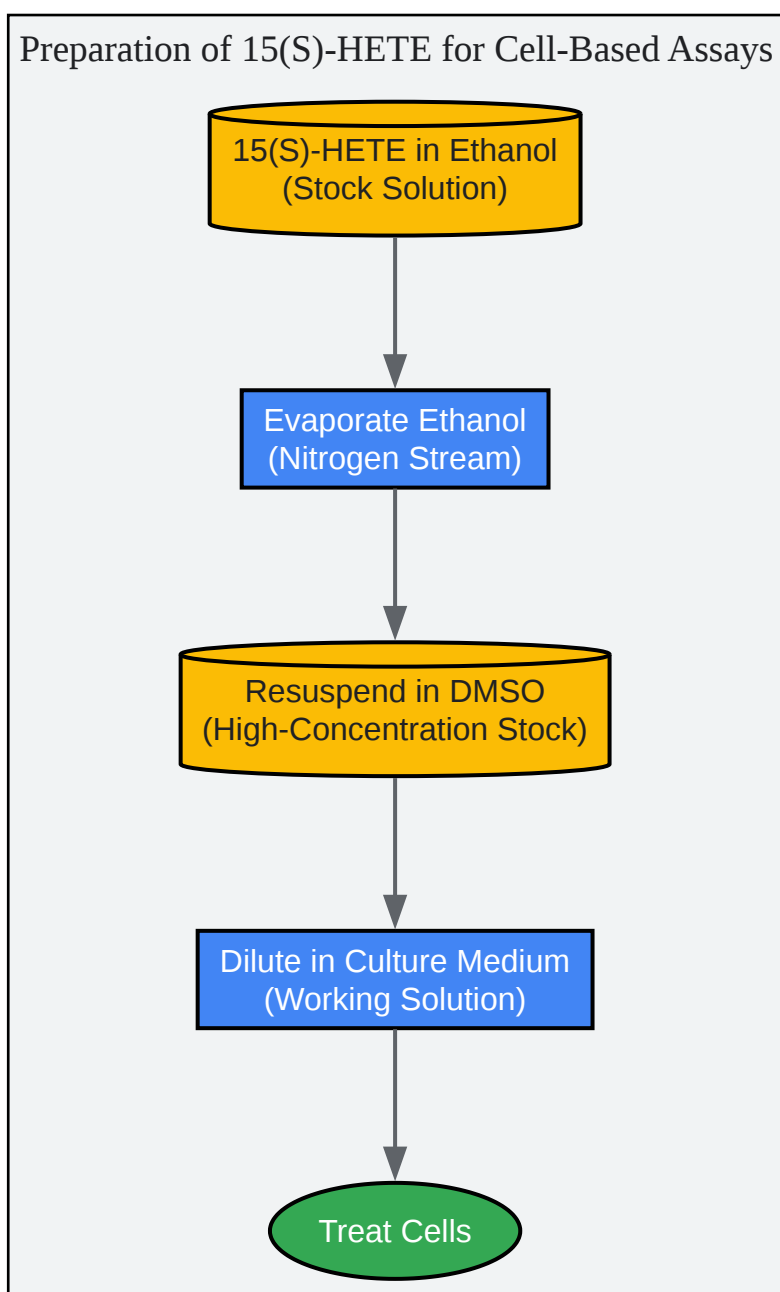 Preparation of 15(S)-HETE for Cell-Based Assays
15(S)-HETE in Ethanol
(Stock Solution)
Evaporate Ethanol
(Nitrogen Stream)
Resuspend in DMSO
(High-Concentration Stock)
Dilute in Culture Medium
(Working Solution)
Treat Cells